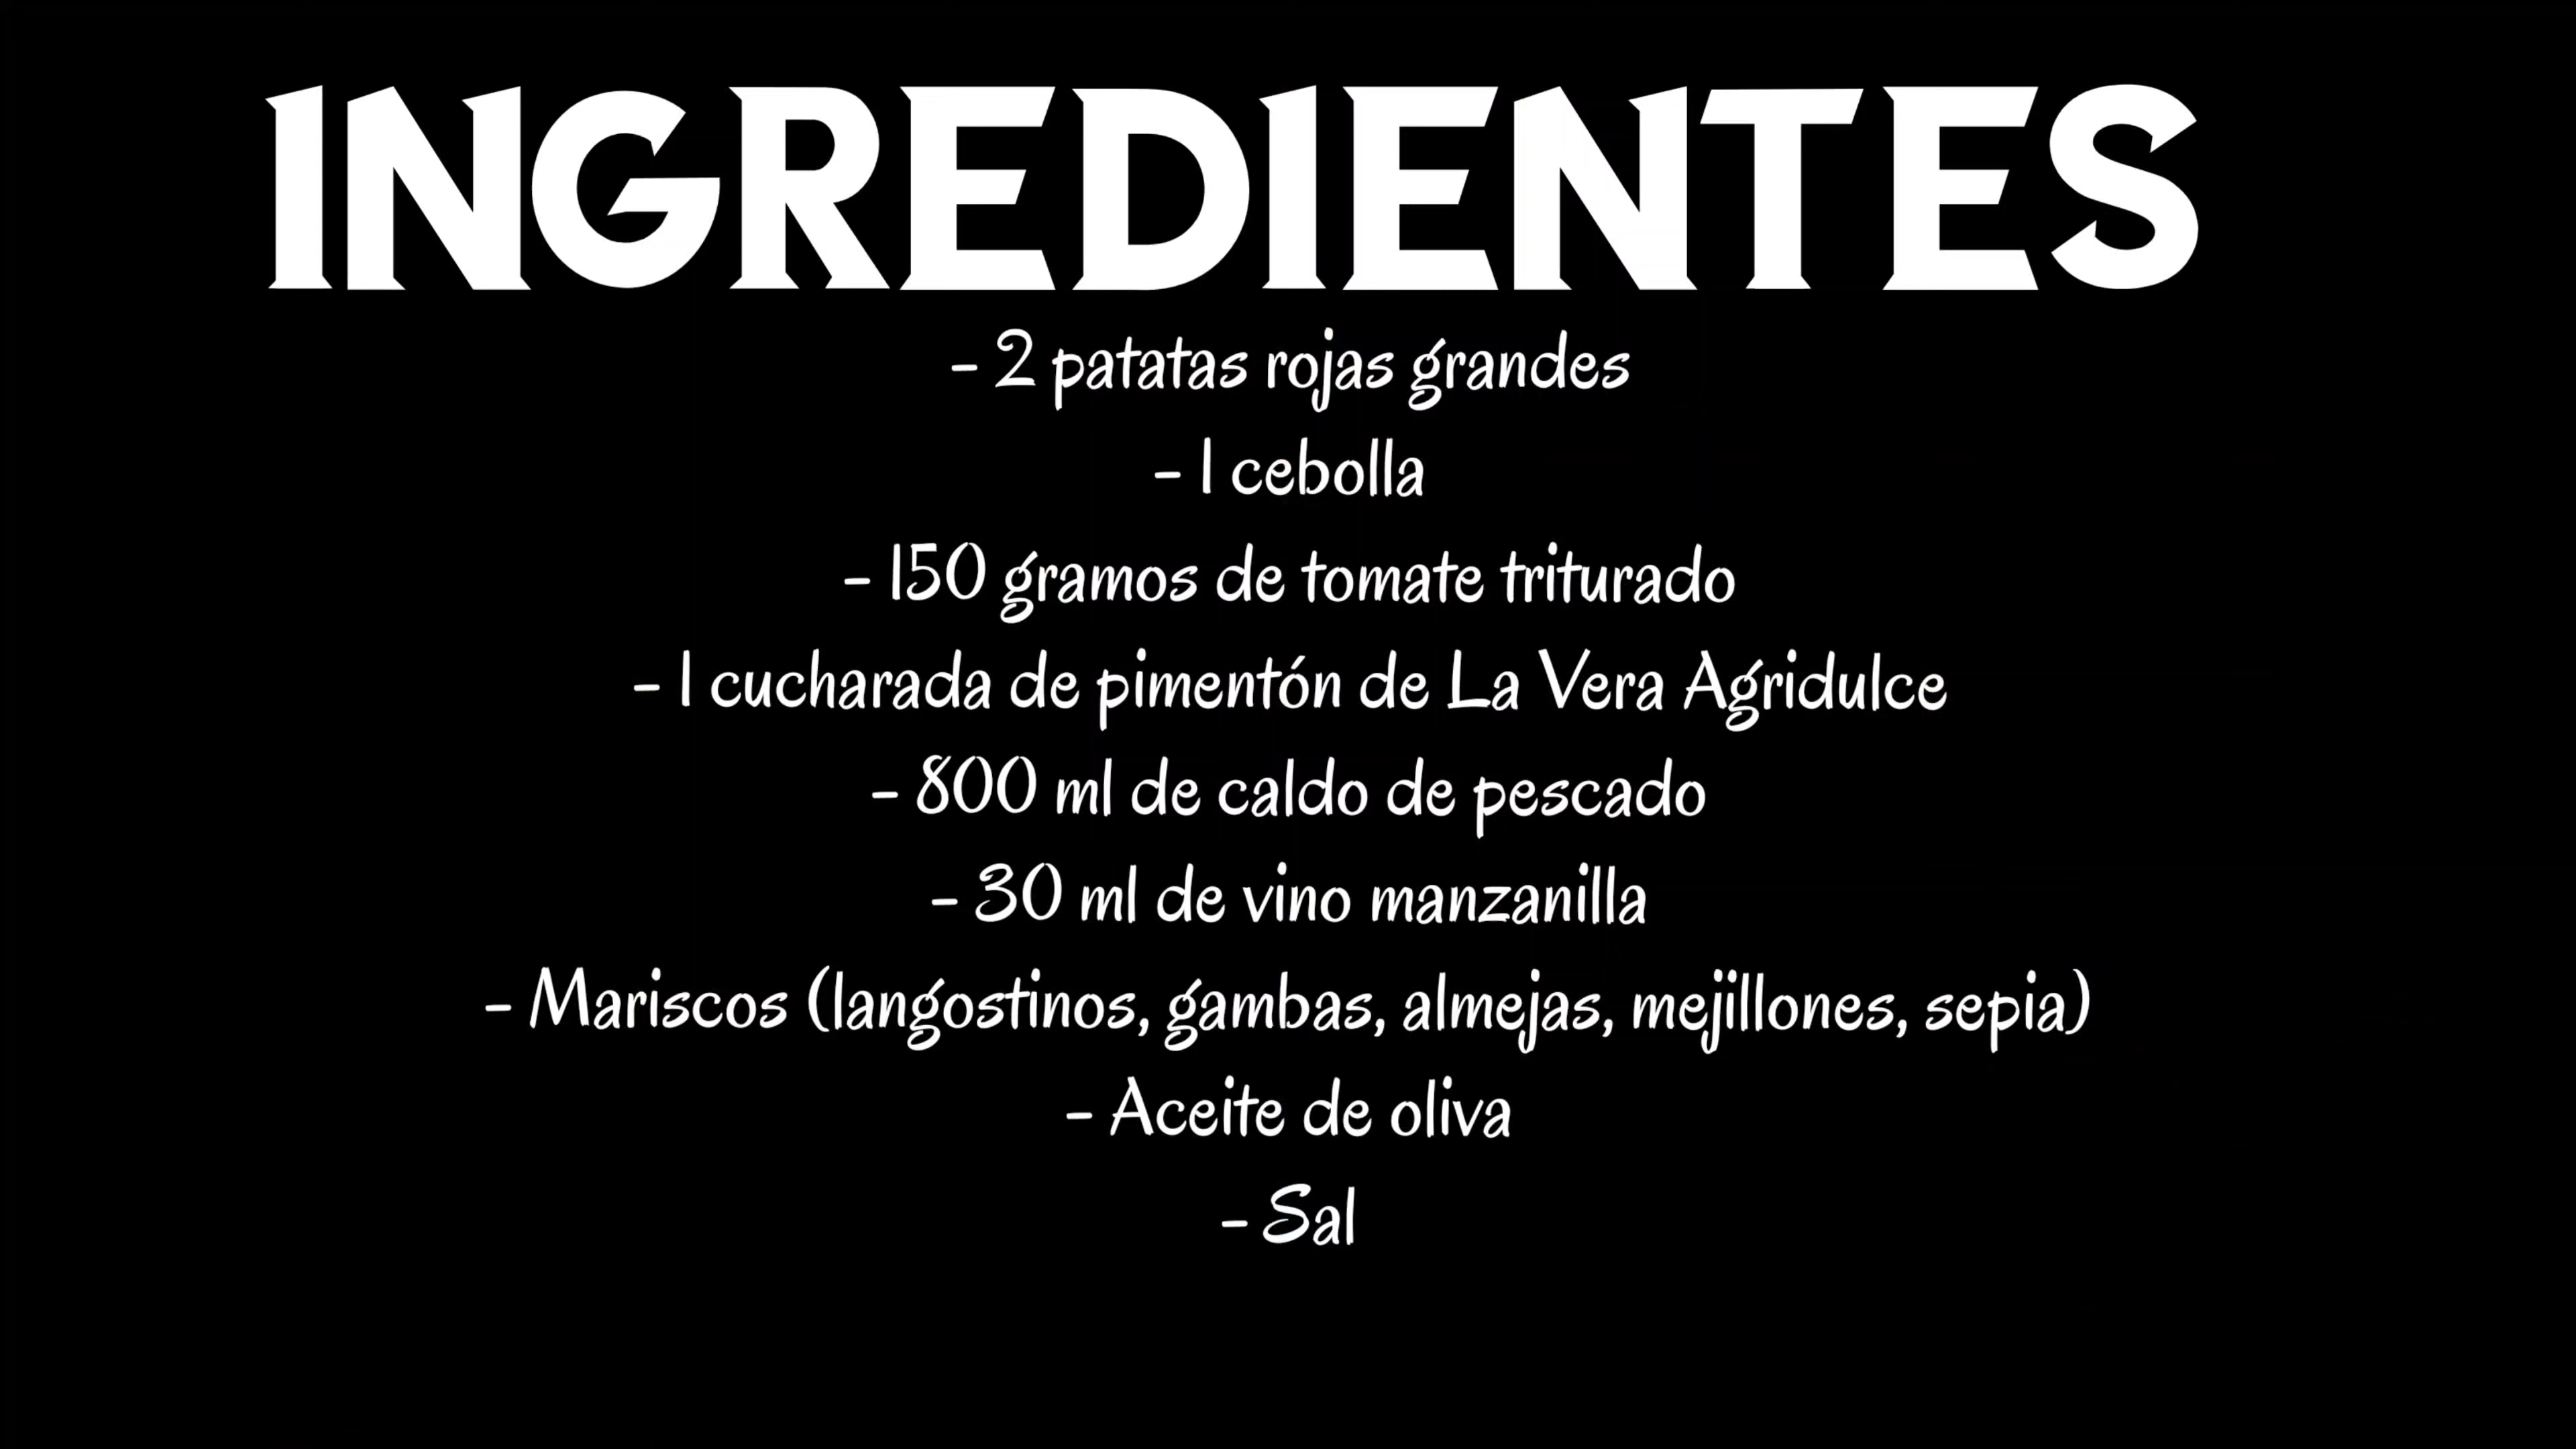 INGREDIENTES
- 2 patatas rojas grandes
- 1 cebolla
- 150 gramos de tomate triturado
- 1 cucharada de pimentón de La Vera Agridulce
- 800 ml de caldo de pescado
- 30 ml de vino manzanilla
- Mariscos (langostinos, gambas, almejas, mejillones, sepia)
- Aceite de oliva
- Sal